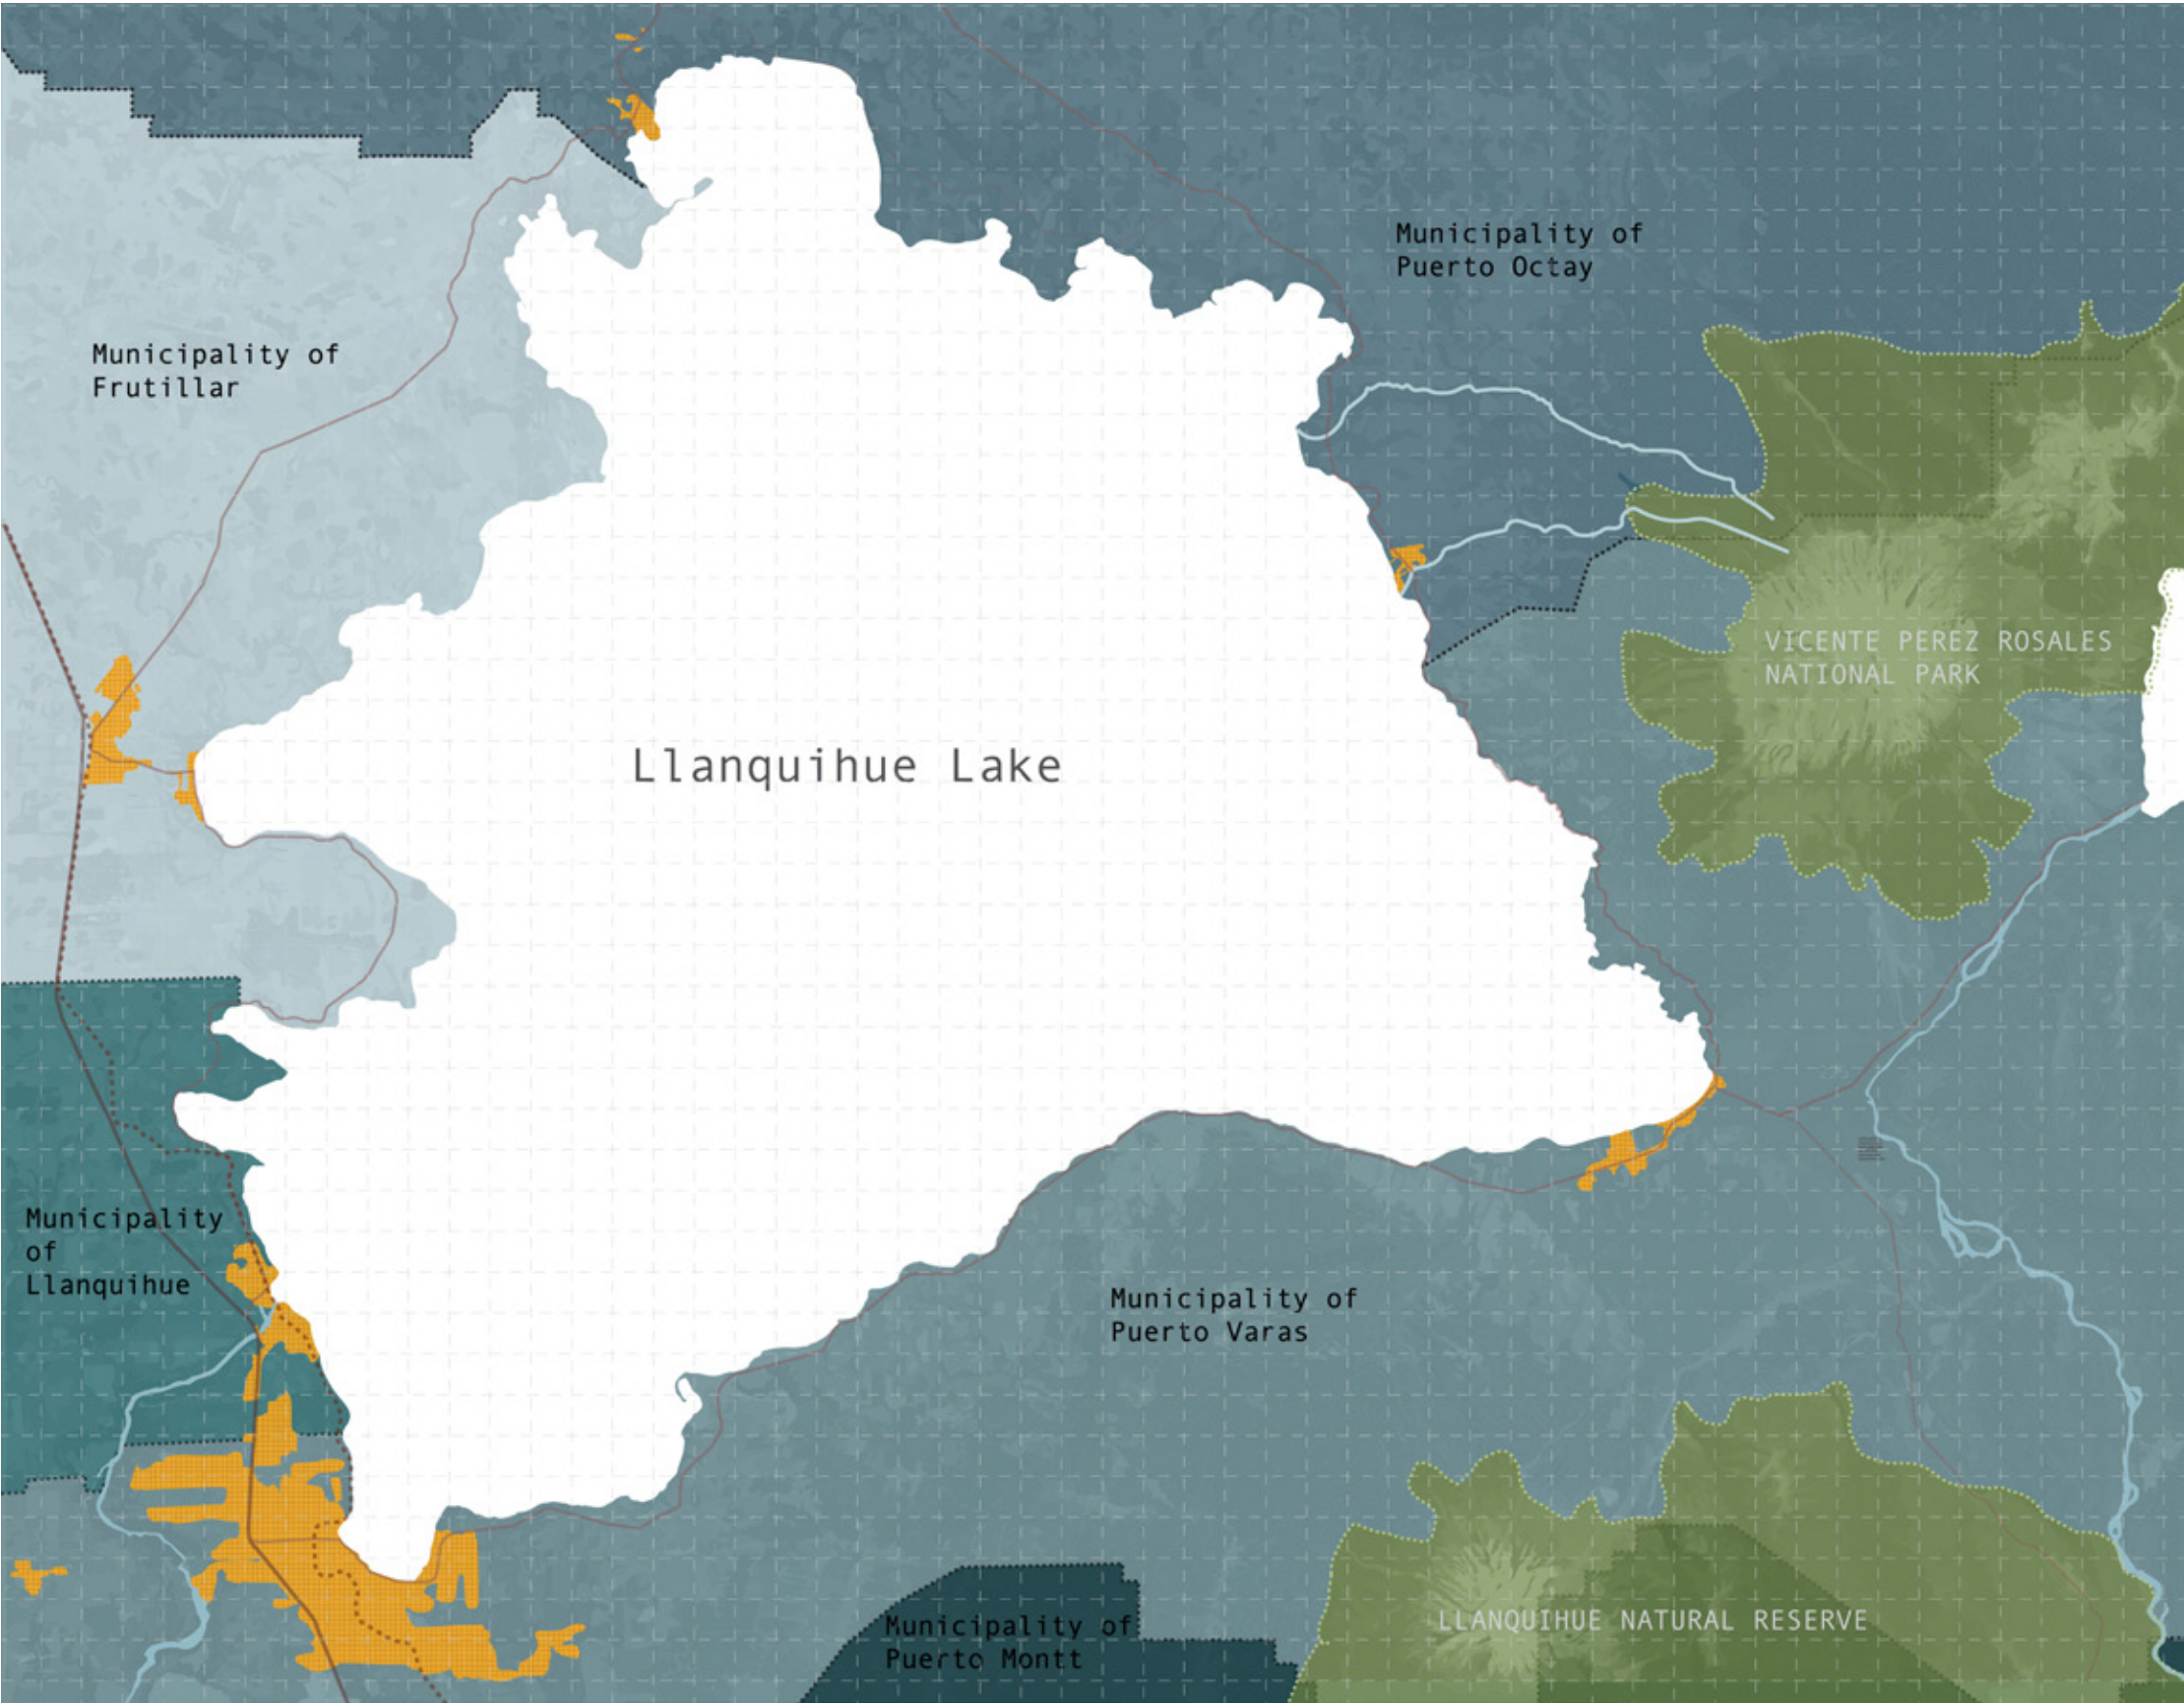 Municipality of
Puerto Octay
Municipality of
Frutillar
VICENTE PEREZ ROSALES
NATIONAL PARK
Llanquihue Lake
Municipality
of
Llanquihue
Municipality of
Puerto Varas
Municipality of
Puerto Montt
LLANQUIHUE NATURAL RESERVE